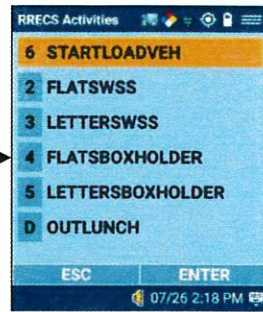 RRECS Activities
6 STARTLOADVEH
2 FLATSWSS
3 LETTERSWSS
4 FLATSBOXHOLDER
5 LETTERSBOXHOLDER
D OUTLUNCH
ESC ENTER
07/26 2:18 PM